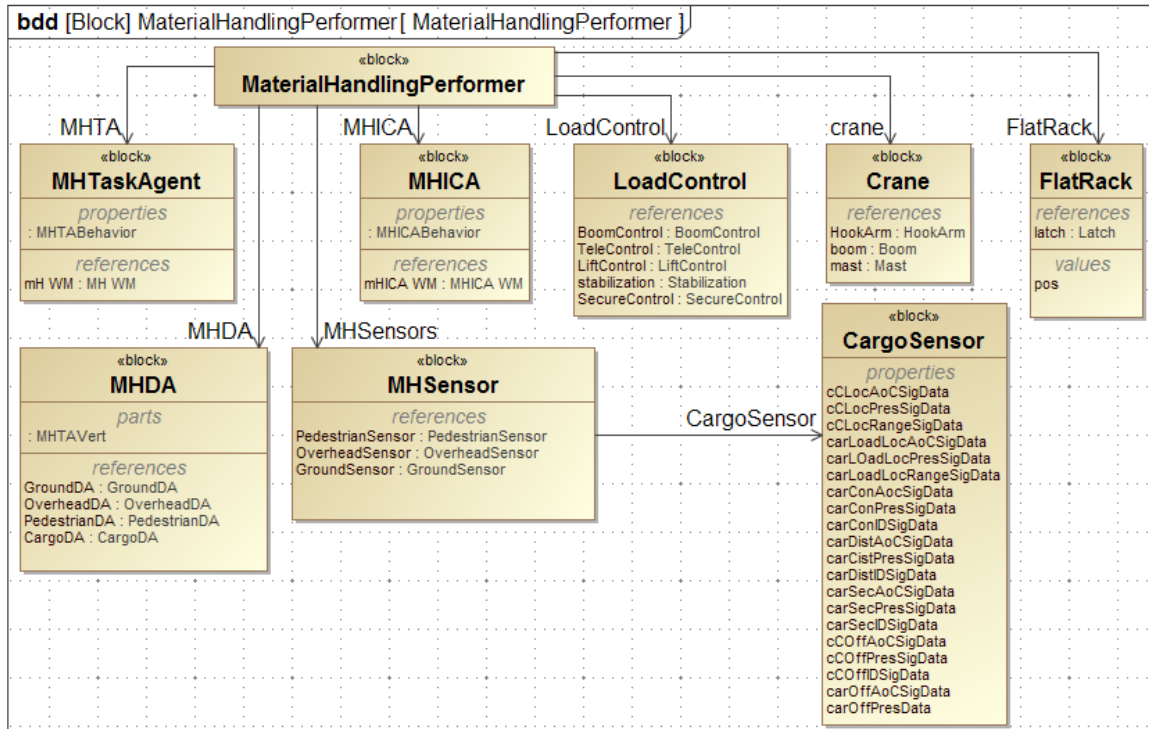 bdd [Block] MaterialHandlingPerformer[ MaterialHandlingPerformer ]
«block»
MaterialHandlingPerformer
MHTA
MHICA
LoadControl
crane
FlatRack
«block»
MHTaskAgent
properties
: MHTABehavior
references
mH WM : MH WM
«block»
MHICA
properties
: MHICABehavior
references
mHICA WM : MHICA WM
«block»
LoadControl
references
BoomControl : BoomControl
TeleControl : TeleControl
LiftControl : LiftControl
stabilization : Stabilization
SecureControl : SecureControl
«block»
Crane
references
HookArm : HookArm
boom : Boom
mast : Mast
«block»
FlatRack
references
latch : Latch
values
pos
MHDA
MHSensors
«block»
MHDA
parts
: MHTAVert
references
GroundDA : GroundDA
OverheadDA : OverheadDA
PedestrianDA : PedestrianDA
CargoDA : CargoDA
«block»
MHSensor
references
PedestrianSensor : PedestrianSensor
OverheadSensor : OverheadSensor
GroundSensor : GroundSensor
CargoSensor
«block»
CargoSensor
properties
cCLocAoCSigData
cCLocPresSigData
cCLocRangeSigData
carLoadLocAoCSigData
carLOadLocPresSigData
carLoadLocRangeSigData
carConAocSigData
carConPresSigData
carConIDSigData
carDistAoCSigData
carCistPresSigData
carDistIDSigData
carSecAoCSigData
carSecPresSigData
carSecIDSigData
cCOffAoCSigData
cCOffPresSigData
cCOffIDSigData
carOffAoCSigData
carOffPresData